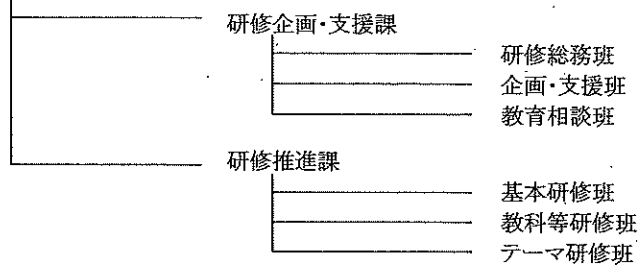 研修企画・支援課
研修総務班
企画・支援班
教育相談班
研修推進課
基本研修班
教科等研修班
テーマ研修班